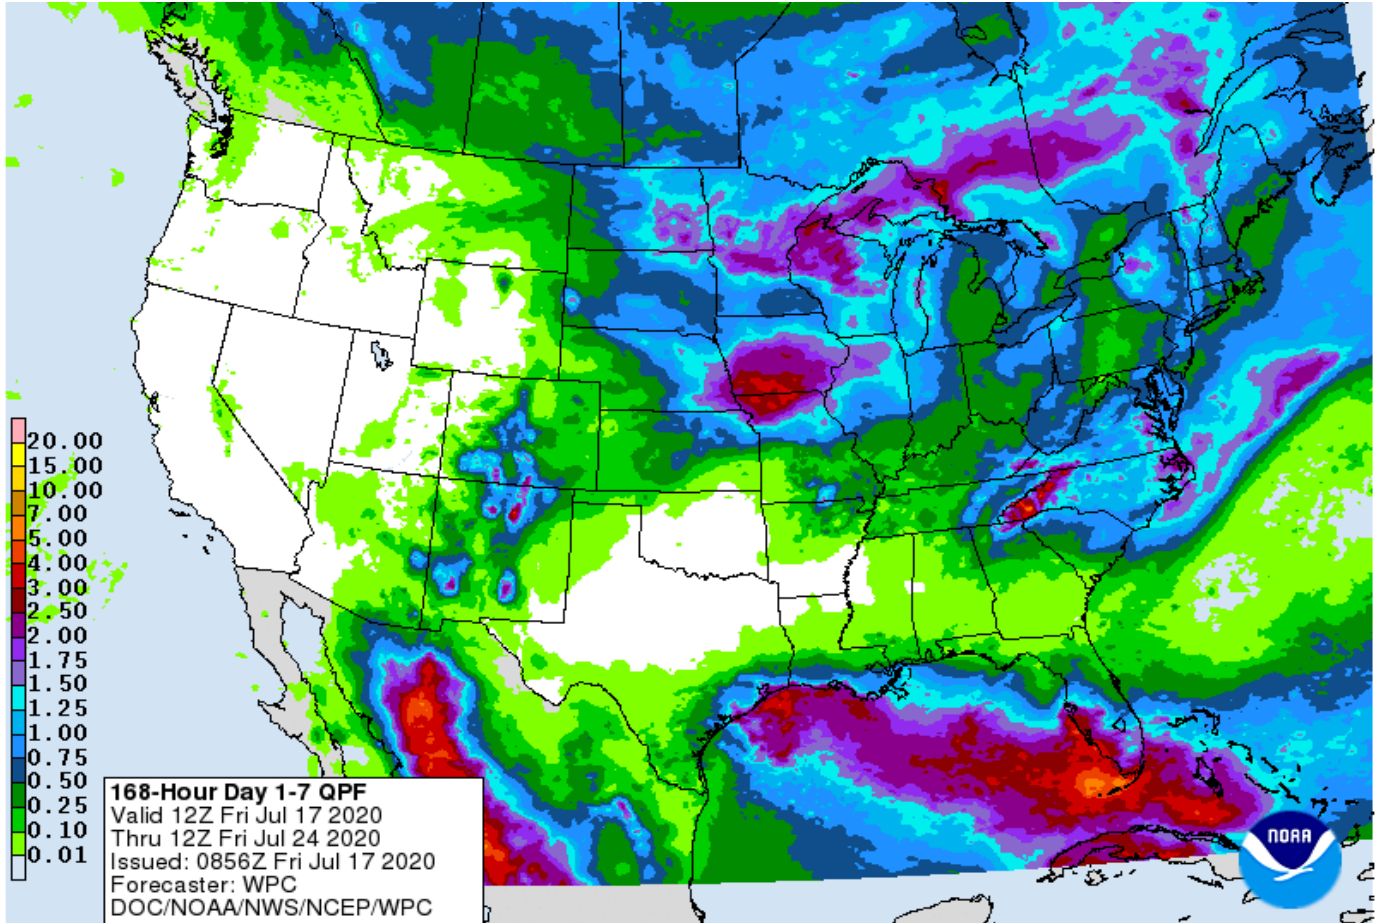 20.00
15.00
10.00
7.00
5.00
4.00
3.00
2.50
2.00
1.75
1.50
1.25
1.00
0.75
0.50
0.25
0.10
0.01
168-Hour Day 1-7 QPF
Valid 12Z Fri Jul 17 2020
Thru 12Z Fri Jul 24 2020
Issued: 0856Z Fri Jul 17 2020
Forecaster: WPC
DOC/NOAA/NWS/NCEP/WPC
NOAA